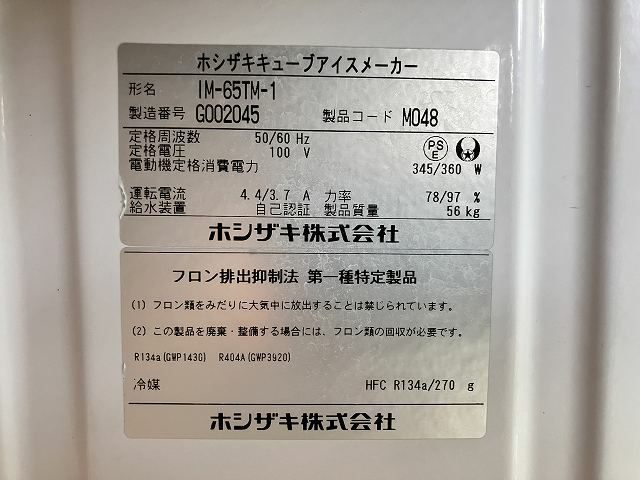 ホシザキキューブアイスメーカー
形名 IM-65TM-1
製造番号 G002045 製品コード M048
定格周波数 50/60 Hz
定格電圧 100 V
PSE
電動機定格消費電力 345/360 W
運転電流 4.4/3.7 A 力率 78/97 %
給水装置 自己認証 製品質量 56 kg
ホシザキ株式会社
フロン排出抑制法 第一種特定製品
(1) フロン類をみだりに大気中に放出することは禁じられています。
(2) この製品を廃棄・整備する場合には、フロン類の回収が必要です。
R134a(GWP1430) R404A(GWP3920)
冷媒 HFC R134a/270 g
ホシザキ株式会社